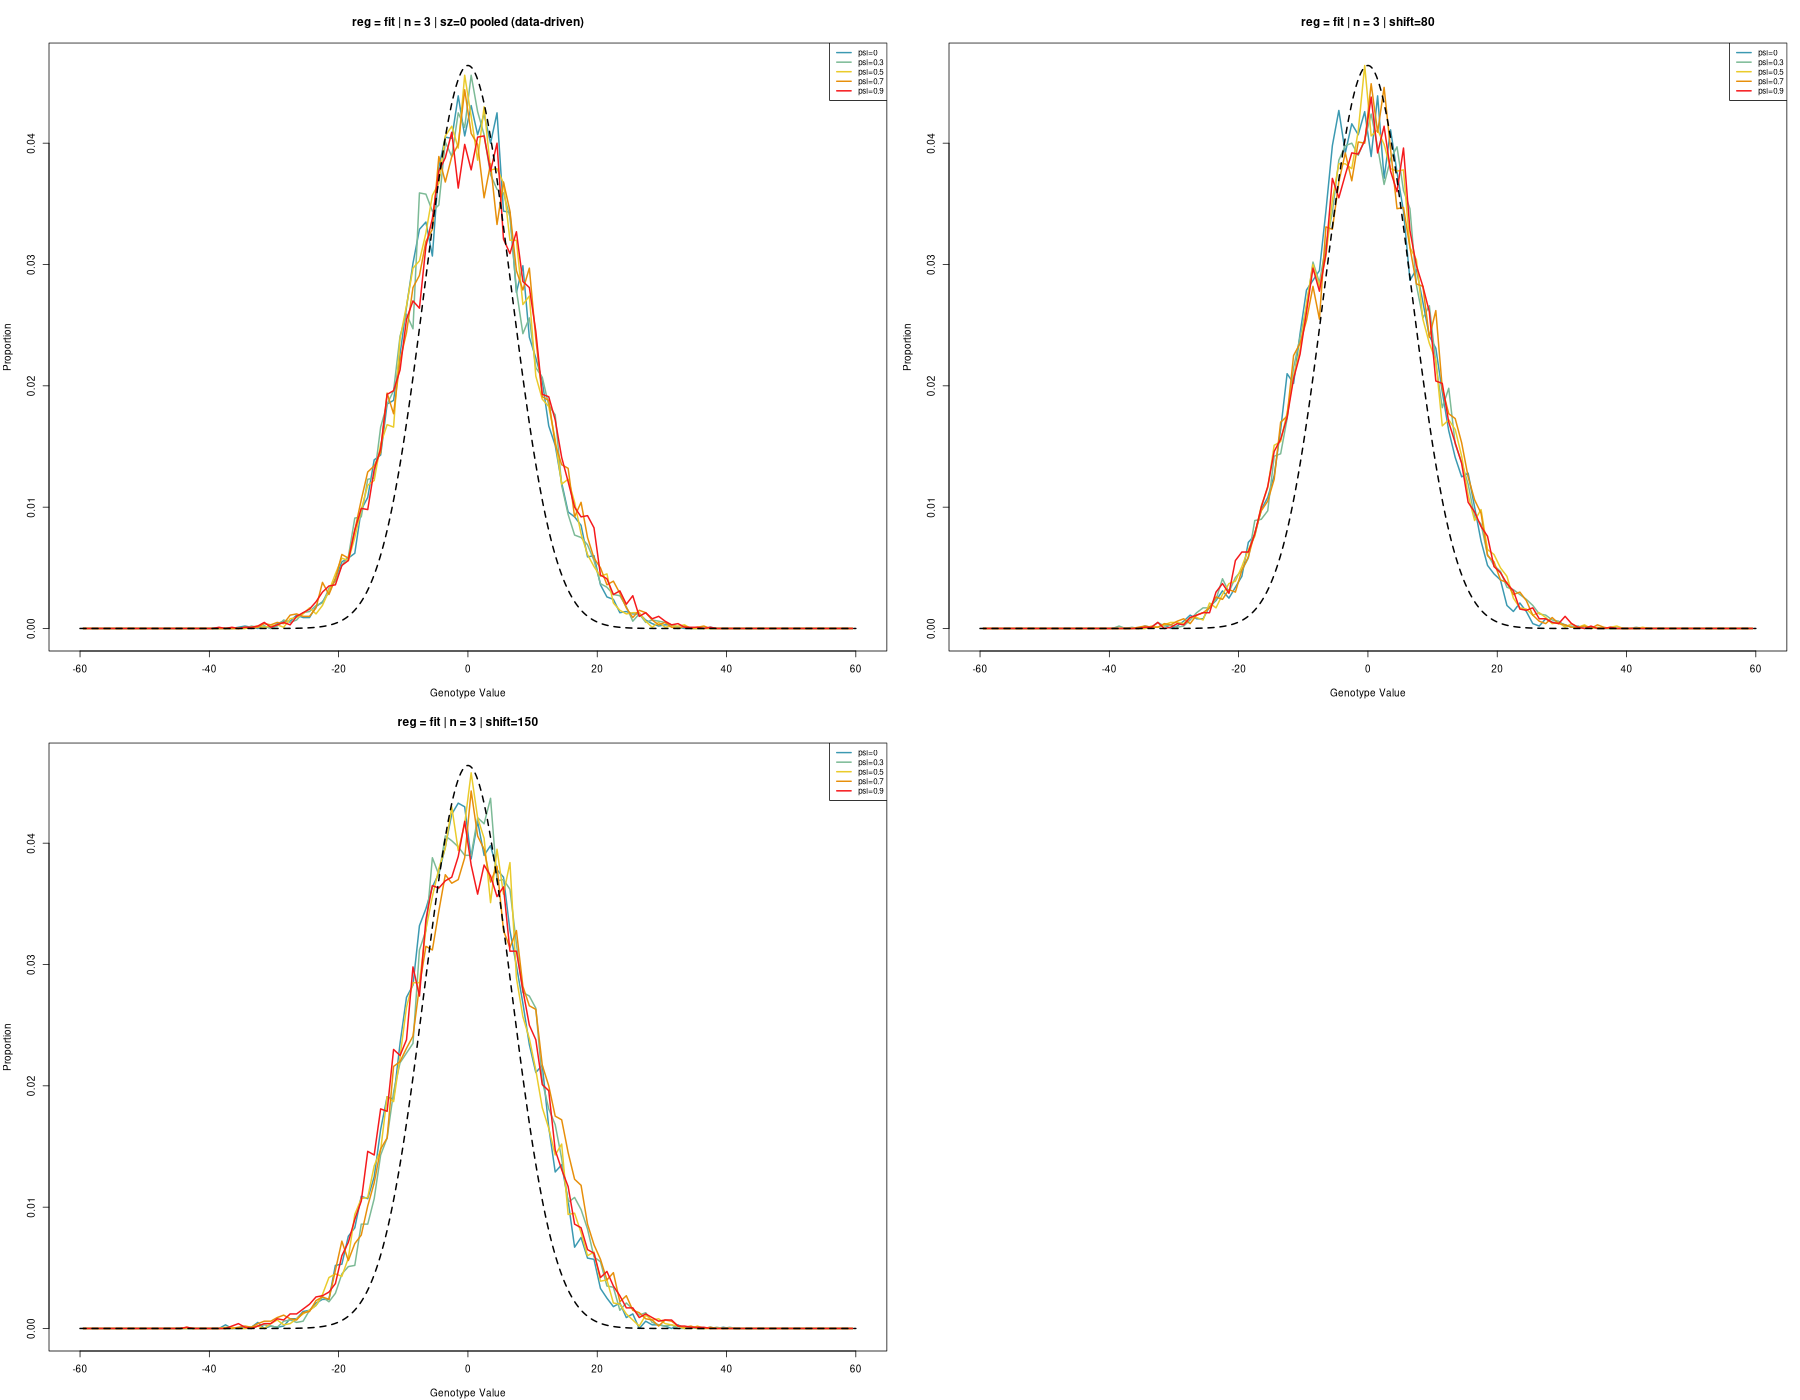 reg = fit | n = 3 | sz=0 pooled (data-driven)
psi=0
psi=0.3
psi=0.5
psi=0.7
psi=0.9
Proportion
0.04
0.03
0.02
0.01
0.00
-60 -40 -20 0 20 40 60
Genotype Value
reg = fit | n = 3 | shift=80
psi=0
psi=0.3
psi=0.5
psi=0.7
psi=0.9
Proportion
0.04
0.03
0.02
0.01
0.00
-60 -40 -20 0 20 40 60
Genotype Value
reg = fit | n = 3 | shift=150
psi=0
psi=0.3
psi=0.5
psi=0.7
psi=0.9
Proportion
0.04
0.03
0.02
0.01
0.00
-60 -40 -20 0 20 40 60
Genotype Value